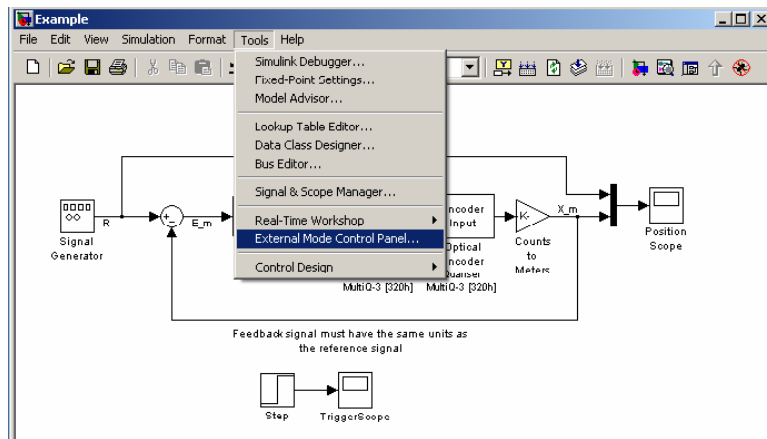 Example
File Edit View Simulation Format Tools Help
Simulink Debugger...
Fixed-Point Settings...
Model Advisor...
Lookup Table Editor...
Data Class Designer...
Bus Editor...
Signal & Scope Manager...
Real-Time Workshop
External Mode Control Panel...
Control Design
R
Signal
Generator
+
-
E_m
Input
Optical
MultiQ-3 [320h]
MultiQ-3 [320h]
K-
Counts
to
Meters
X_m
Position
Scope
Feedback signal must have the same units as
the reference signal
Step
TriggerScope